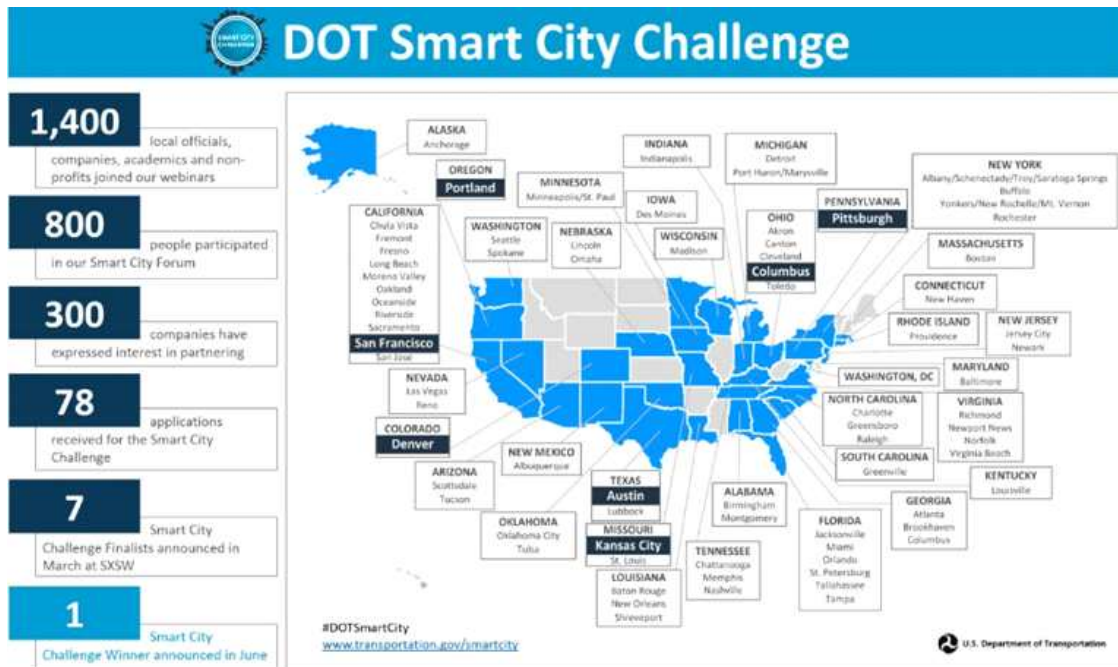 SMART CITY
CHALLENGE
DOT Smart City Challenge
1,400
local officials,
companies, academics and non-
profits joined our webinars
800
people participated
in our Smart City Forum
300
companies have
expressed interest in partnering
78
applications
received for the Smart City
Challenge
7
Smart City
Challenge Finalists announced in
March at SXSW
1
Smart City
Challenge Winner announced in June
ALASKA
Anchorage
OREGON
Portland
CALIFORNIA
Chula Vista
Fremont
Fresno
Long Beach
Moreno Valley
Oakland
Oceanside
Riverside
Sacramento
San Francisco
San José
WASHINGTON
Seattle
Spokane
MINNESOTA
Minneapolis/St. Paul
NEBRASKA
Lincoln
Omaha
INDIANA
Indianapolis
IOWA
Des Moines
WISCONSIN
Madison
MICHIGAN
Detroit
Port Huron/Marysville
OHIO
Akron
Canton
Cleveland
Columbus
Toledo
PENNSYLVANIA
Pittsburgh
NEW YORK
Albany/Schenectady/Troy/Saratoga Springs
Buffalo
Yonkers/New Rochelle/Mt. Vernon
Rochester
MASSACHUSETTS
Boston
CONNECTICUT
New Haven
RHODE ISLAND
Providence
NEW JERSEY
Jersey City
Newark
WASHINGTON, DC
MARYLAND
Baltimore
NEVADA
Las Vegas
Reno
COLORADO
Denver
ARIZONA
Scottsdale
Tucson
NEW MEXICO
Albuquerque
OKLAHOMA
Oklahoma City
Tulsa
TEXAS
Austin
Lubbock
MISSOURI
Kansas City
St. Louis
LOUISIANA
Baton Rouge
New Orleans
Shreveport
TENNESSEE
Chattanooga
Memphis
Nashville
ALABAMA
Birmingham
Montgomery
NORTH CAROLINA
Charlotte
Greensboro
Raleigh
SOUTH CAROLINA
Greenville
VIRGINIA
Richmond
Newport News
Norfolk
Virginia Beach
KENTUCKY
Louisville
GEORGIA
Atlanta
Brookhaven
Columbus
FLORIDA
Jacksonville
Miami
Orlando
St. Petersburg
Tallahassee
Tampa
#DOTSmartCity
www.transportation.gov/smartcity
U.S. Department of Transportation